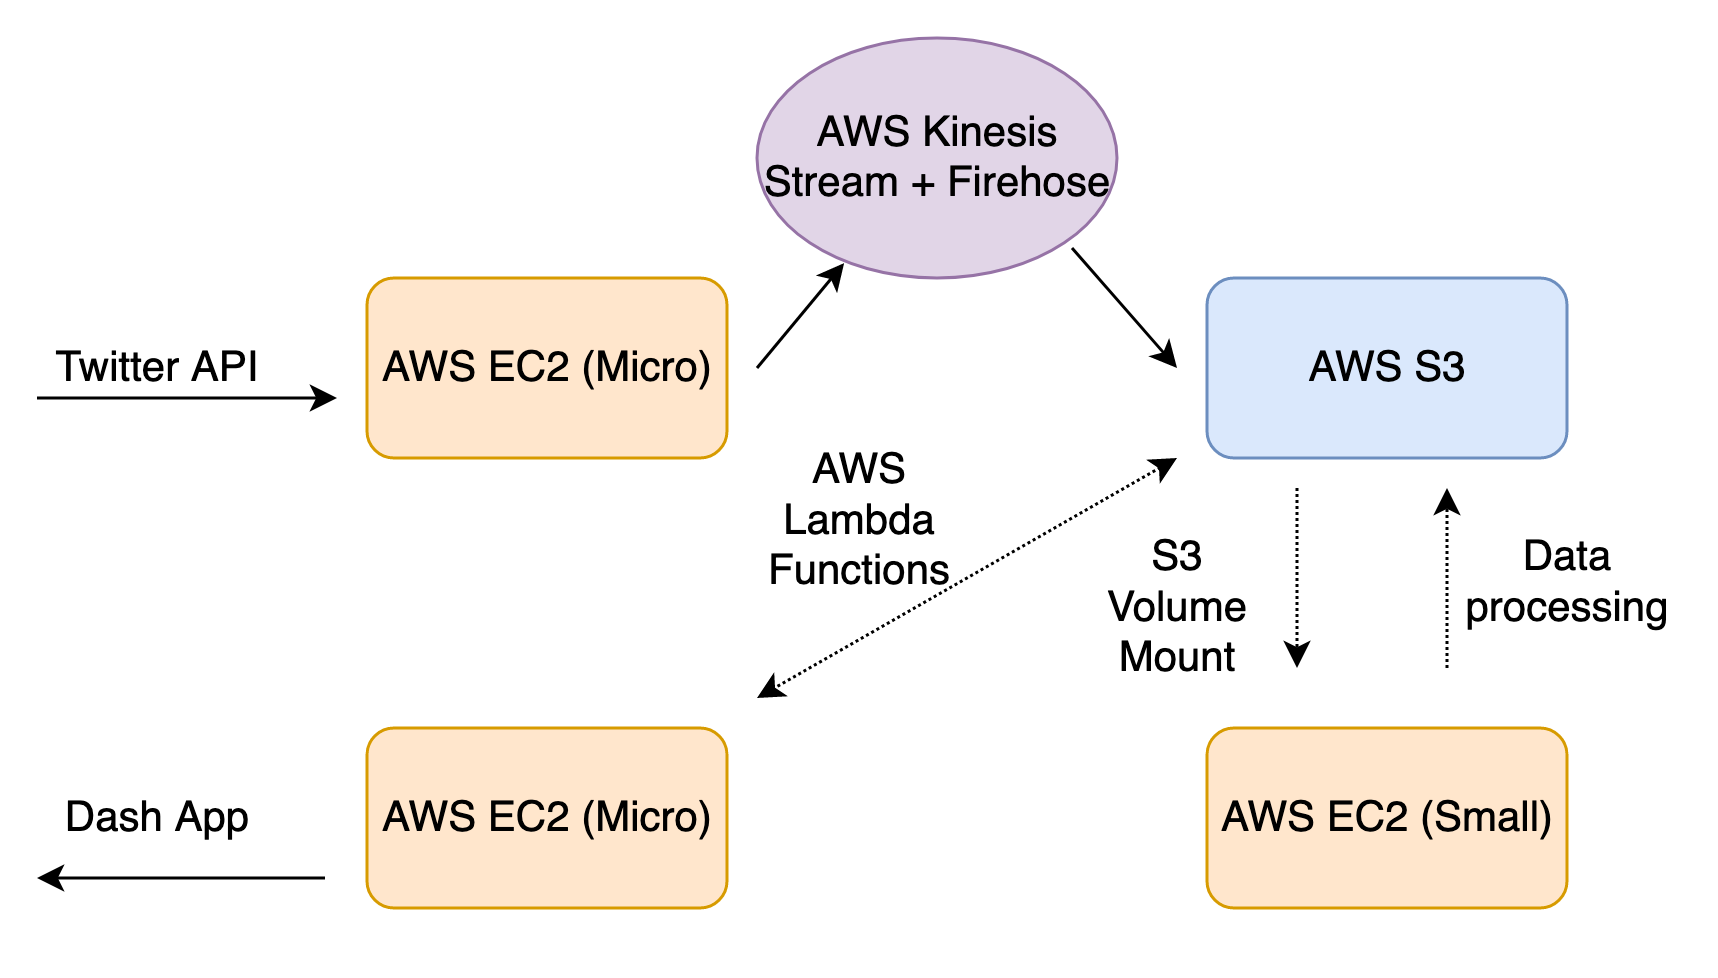 AWS Kinesis
Stream + Firehose
Twitter API
AWS EC2 (Micro)
AWS S3
AWS
Lambda
Functions
S3
Volume
Mount
Data
processing
Dash App
AWS EC2 (Micro)
AWS EC2 (Small)